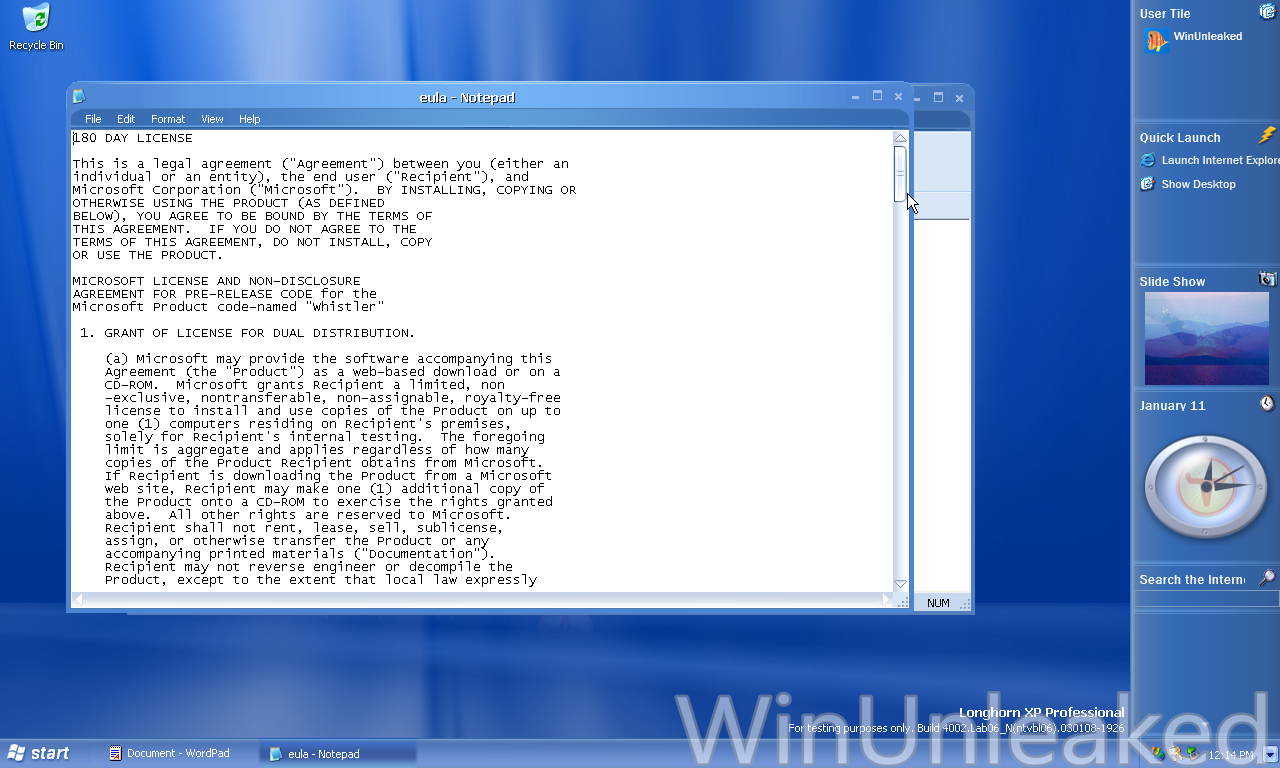 Recycle Bin
eula - Notepad
File Edit Format View Help
180 DAY LICENSE
This is a legal agreement ("Agreement") between you (either an
individual or an entity), the end user ("Recipient"), and
Microsoft Corporation ("Microsoft").  BY INSTALLING, COPYING OR
OTHERWISE USING THE PRODUCT (AS DEFINED
BELOW), YOU AGREE TO BE BOUND BY THE TERMS OF
THIS AGREEMENT.  IF YOU DO NOT AGREE TO THE
TERMS OF THIS AGREEMENT, DO NOT INSTALL, COPY
OR USE THE PRODUCT.
MICROSOFT LICENSE AND NON-DISCLOSURE
AGREEMENT FOR PRE-RELEASE CODE for the
Microsoft Product code-named "Whistler"
1. GRANT OF LICENSE FOR DUAL DISTRIBUTION.
(a) Microsoft may provide the software accompanying this
Agreement (the "Product") as a web-based download or on a
CD-ROM.  Microsoft grants Recipient a limited, non
-exclusive, nontransferable, non-assignable, royalty-free
license to install and use copies of the Product on up to
one (1) computers residing on Recipient's premises,
solely for Recipient's internal testing.  The foregoing
limit is aggregate and applies regardless of how many
copies of the Product Recipient obtains from Microsoft.
If Recipient is downloading the Product from a Microsoft
web site, Recipient may make one (1) additional copy of
the Product onto a CD-ROM to exercise the rights granted
above.  All other rights are reserved to Microsoft.
Recipient shall not rent, lease, sell, sublicense,
assign, or otherwise transfer the Product or any
accompanying printed materials ("Documentation").
Recipient may not reverse engineer or decompile the
Product, except to the extent that local law expressly
NUM
User Tile
WinUnleaked
Quick Launch
Launch Internet Explore
Show Desktop
Slide Show
January 11
Search the Intern
Longhorn XP Professional
For testing purposes only. Build 4002.Lab06_N(ntvbl06).030108-1926
WinUnleaked
start
Document - WordPad
eula - Notepad
12:14 PM